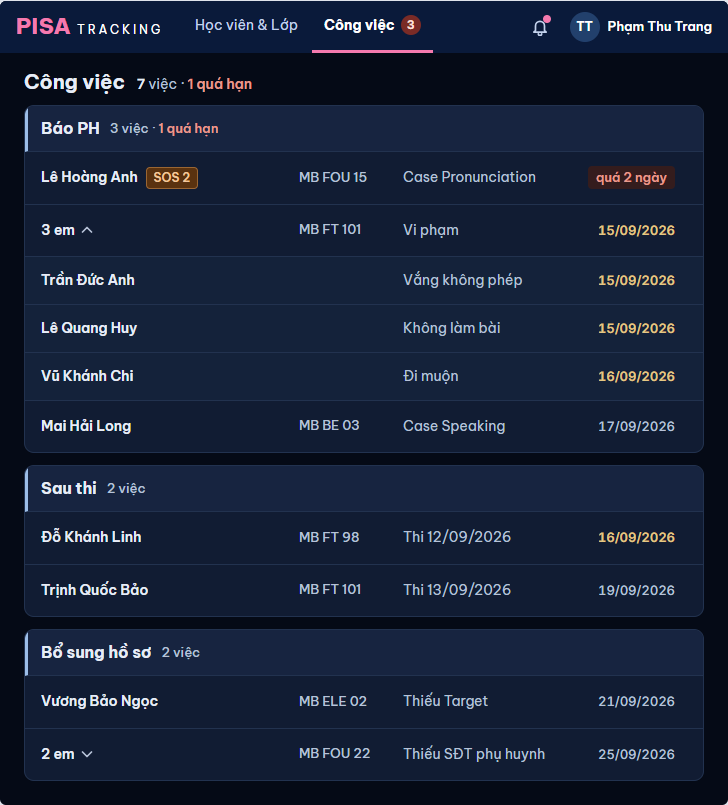 PISA TRACKING Học viên & Lớp Công việc 3 TT Phạm Thu Trang
Công việc 7 việc · 1 quá hạn
Báo PH 3 việc · 1 quá hạn
Lê Hoàng Anh SOS 2 MB FOU 15 Case Pronunciation quá 2 ngày
3 em MB FT 101 Vi phạm 15/09/2026
Trần Đức Anh Vắng không phép 15/09/2026
Lê Quang Huy Không làm bài 15/09/2026
Vũ Khánh Chi Đi muộn 16/09/2026
Mai Hải Long MB BE 03 Case Speaking 17/09/2026
Sau thi 2 việc
Đỗ Khánh Linh MB FT 98 Thi 12/09/2026 16/09/2026
Trịnh Quốc Bảo MB FT 101 Thi 13/09/2026 19/09/2026
Bổ sung hồ sơ 2 việc
Vương Bảo Ngọc MB ELE 02 Thiếu Target 21/09/2026
2 em MB FOU 22 Thiếu SĐT phụ huynh 25/09/2026